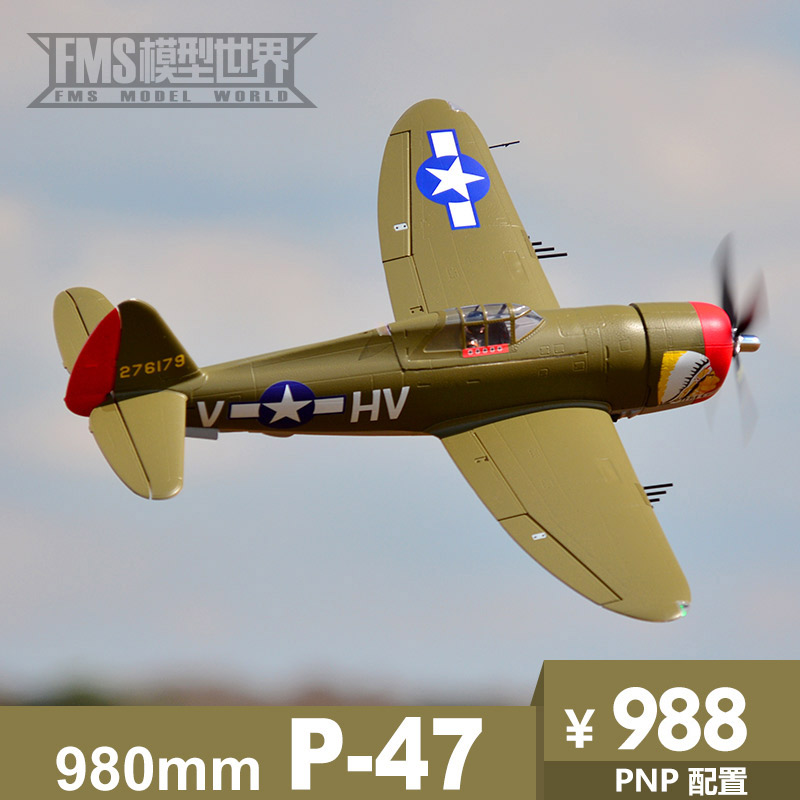 FMS模型世界
FMS MODEL WORLD
276179
V HV
980mm P-47
¥ 988
PNP 配置